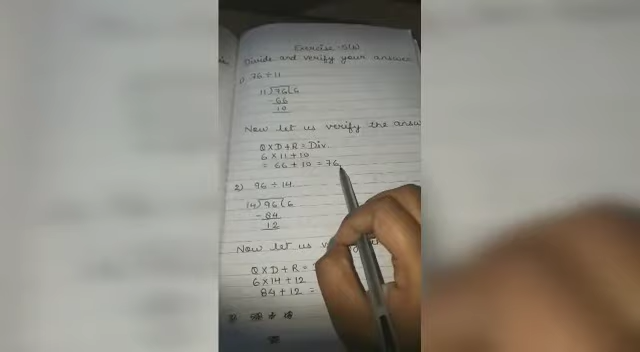 Exercise - 5(b)
Divide and verify your answer
1) 76 ÷ 11
11) 76 ( 6
- 66
10
Now let us verify the answ
Q × D + R = Div.
6 × 11 + 10
= 66 + 10 = 76
2) 96 ÷ 14
14) 96 ( 6
- 84
12
Now let us
Q × D + R =
6 × 14 + 12
84 + 12 =